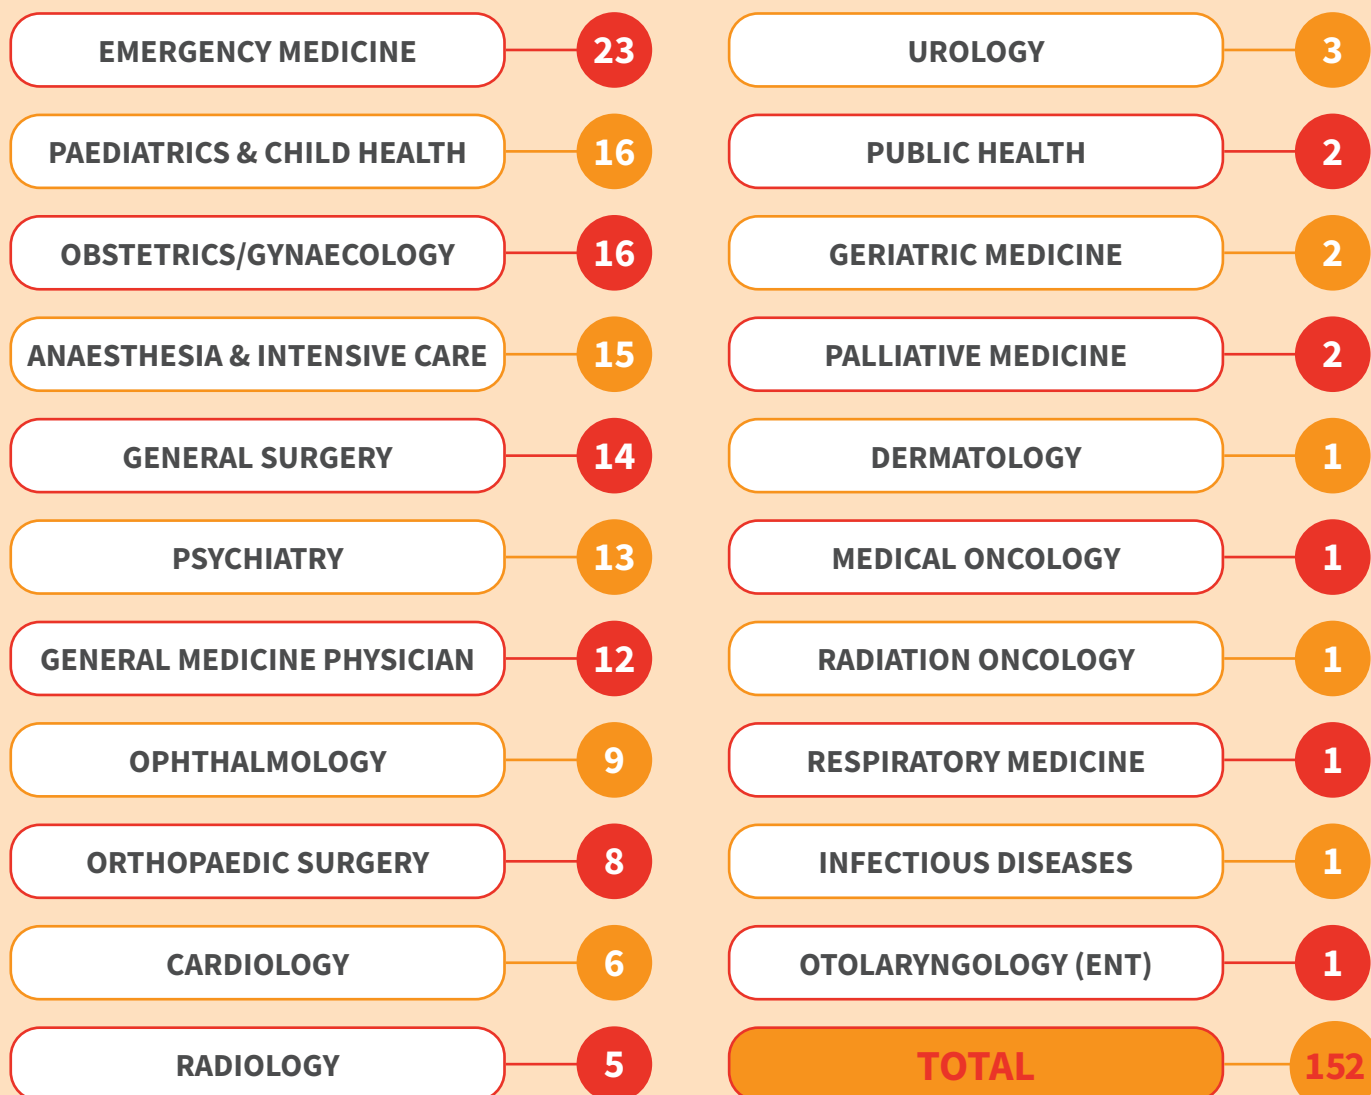 EMERGENCY MEDICINE 23
PAEDIATRICS & CHILD HEALTH 16
OBSTETRICS/GYNAECOLOGY 16
ANAESTHESIA & INTENSIVE CARE 15
GENERAL SURGERY 14
PSYCHIATRY 13
GENERAL MEDICINE PHYSICIAN 12
OPHTHALMOLOGY 9
ORTHOPAEDIC SURGERY 8
CARDIOLOGY 6
RADIOLOGY 5
UROLOGY 3
PUBLIC HEALTH 2
GERIATRIC MEDICINE 2
PALLIATIVE MEDICINE 2
DERMATOLOGY 1
MEDICAL ONCOLOGY 1
RADIATION ONCOLOGY 1
RESPIRATORY MEDICINE 1
INFECTIOUS DISEASES 1
OTOLARYNGOLOGY (ENT) 1
TOTAL 152